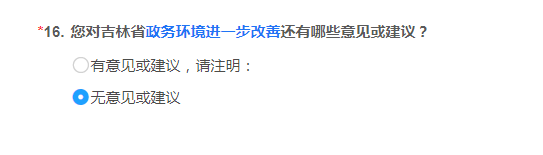 *16. 您对吉林省政务环境进一步改善还有哪些意见或建议？
有意见或建议，请注明：
无意见或建议